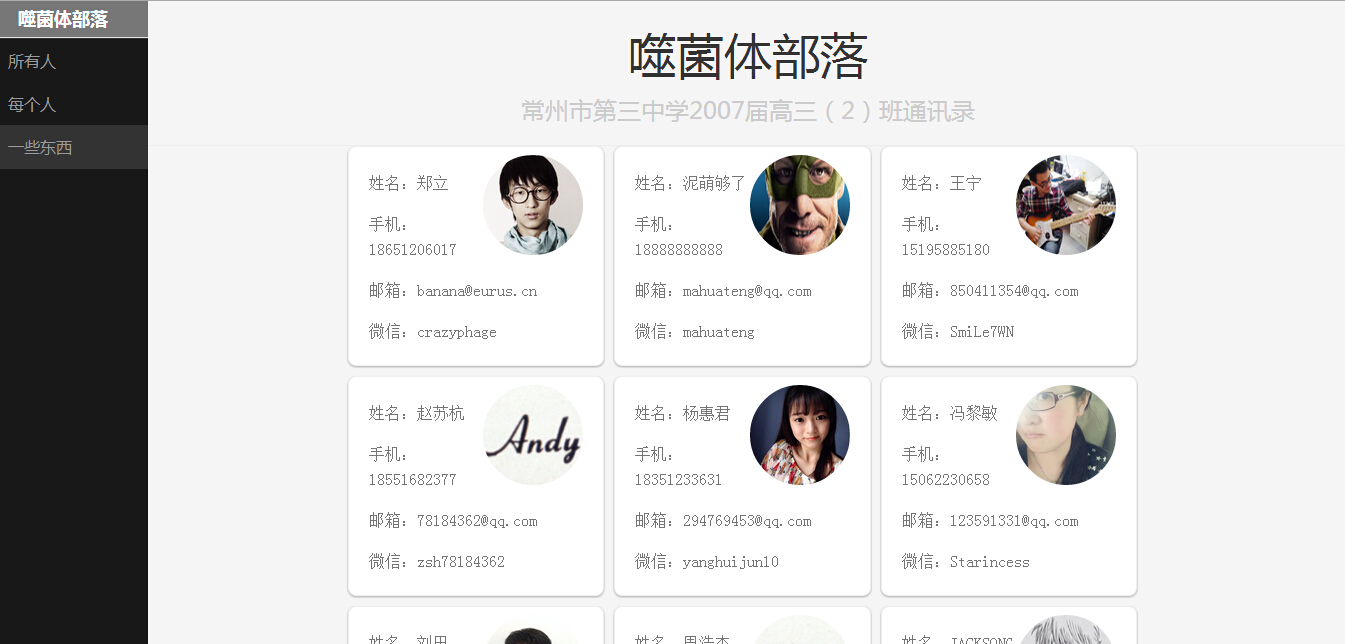 噬菌体部落
所有人
每个人
一些东西
噬菌体部落
常州市第三中学2007届高三（2）班通讯录
姓名：郑立
手机：
18651206017
邮箱：banana@eurus.cn
微信：crazyphage
姓名：泥萌够了
手机：
18888888888
邮箱：mahuateng@qq.com
微信：mahuateng
姓名：王宁
手机：
15195885180
邮箱：850411354@qq.com
微信：SmiLe7WN
姓名：赵苏杭
手机：
18551682377
邮箱：78184362@qq.com
微信：zsh78184362
Andy
姓名：杨惠君
手机：
18351233631
邮箱：294769453@qq.com
微信：yanghuijun10
姓名：冯黎敏
手机：
15062230658
邮箱：123591331@qq.com
微信：Starincess
姓名：刘田
姓名：周浩杰
姓名：JACKSONG